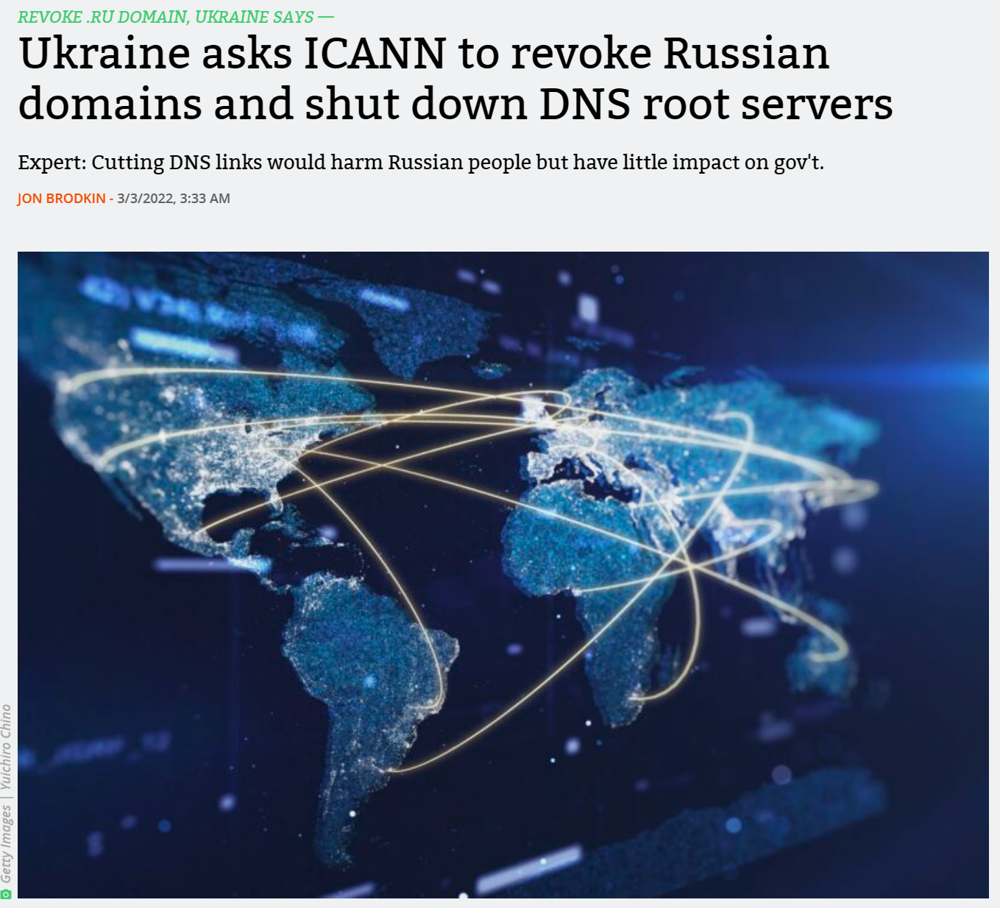 REVOKE .RU DOMAIN, UKRAINE SAYS —
Ukraine asks ICANN to revoke Russian
domains and shut down DNS root servers
Expert: Cutting DNS links would harm Russian people but have little impact on gov't.
JON BRODKIN - 3/3/2022, 3:33 AM
Getty Images | Yuichiro Chino